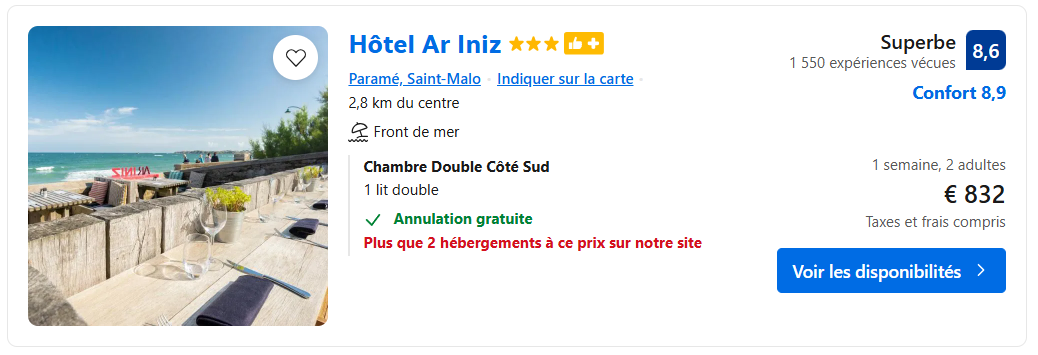 Hôtel Ar Iniz
Paramé, Saint-Malo · Indiquer sur la carte ·
2,8 km du centre
Front de mer
Chambre Double Côté Sud
1 lit double
Annulation gratuite
Plus que 2 hébergements à ce prix sur notre site
Superbe
1 550 expériences vécues
8,6
Confort 8,9
1 semaine, 2 adultes
€ 832
Taxes et frais compris
Voir les disponibilités